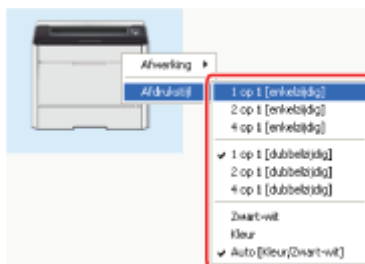 Afwerking
Afdrukstijl
1 op 1 [enkelzijdig]
2 op 1 [enkelzijdig]
4 op 1 [enkelzijdig]
1 op 1 [dubbelzijdig]
2 op 1 [dubbelzijdig]
4 op 1 [dubbelzijdig]
Zwart-wit
Kleur
Auto [Kleur/Zwart-wit]